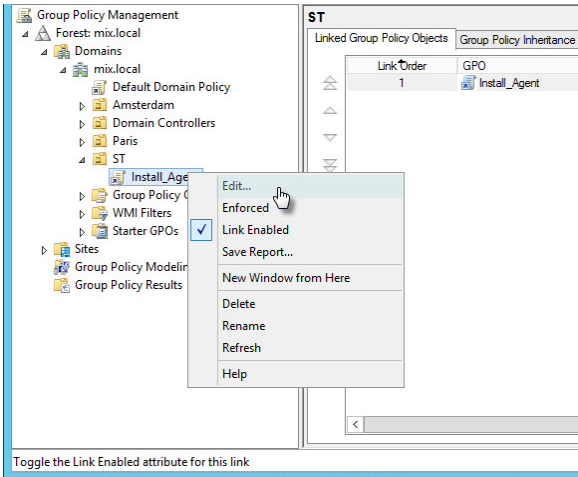 Group Policy Management
Forest: mix.local
Domains
mix.local
Default Domain Policy
Amsterdam
Domain Controllers
Paris
ST
Install_Age
Group Policy
WMI Filters
Starter GPOs
Sites
Group Policy Modelin
Group Policy Results
Edit...
Enforced
Link Enabled
Save Report...
New Window from Here
Delete
Rename
Refresh
Help
ST
Linked Group Policy Objects
Group Policy Inheritance
Link Order
GPO
1
Install_Agent
Toggle the Link Enabled attribute for this link